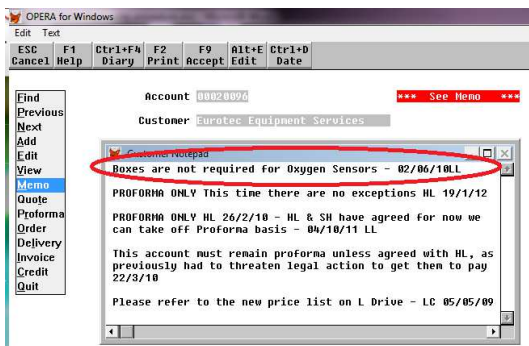 OPERA for Windows
Edit Text
ESC F1 Ctrl+F4 F2 F9 Alt+E Ctrl+D
Cancel Help Diary Print Accept Edit Date
Account 00020096 *** See Memo ***
Customer Eurotec Equipment Services
Find
Previous
Next
Add
Edit
View
Memo
Quote
Proforma
Order
Delivery
Invoice
Credit
Quit
Customer Notepad
Boxes are not required for Oxygen Sensors - 02/06/10LL
PROFORMA ONLY This time there are no exceptions HL 19/1/12
PROFORMA ONLY HL 26/2/10 - HL & SH have agreed for now we
can take off Proforma basis - 04/10/11 LL
This account must remain proforma unless agreed with HL, as
previously had to threaten legal action to get them to pay
22/3/10
Please refer to the new price list on L Drive - LC 05/05/09